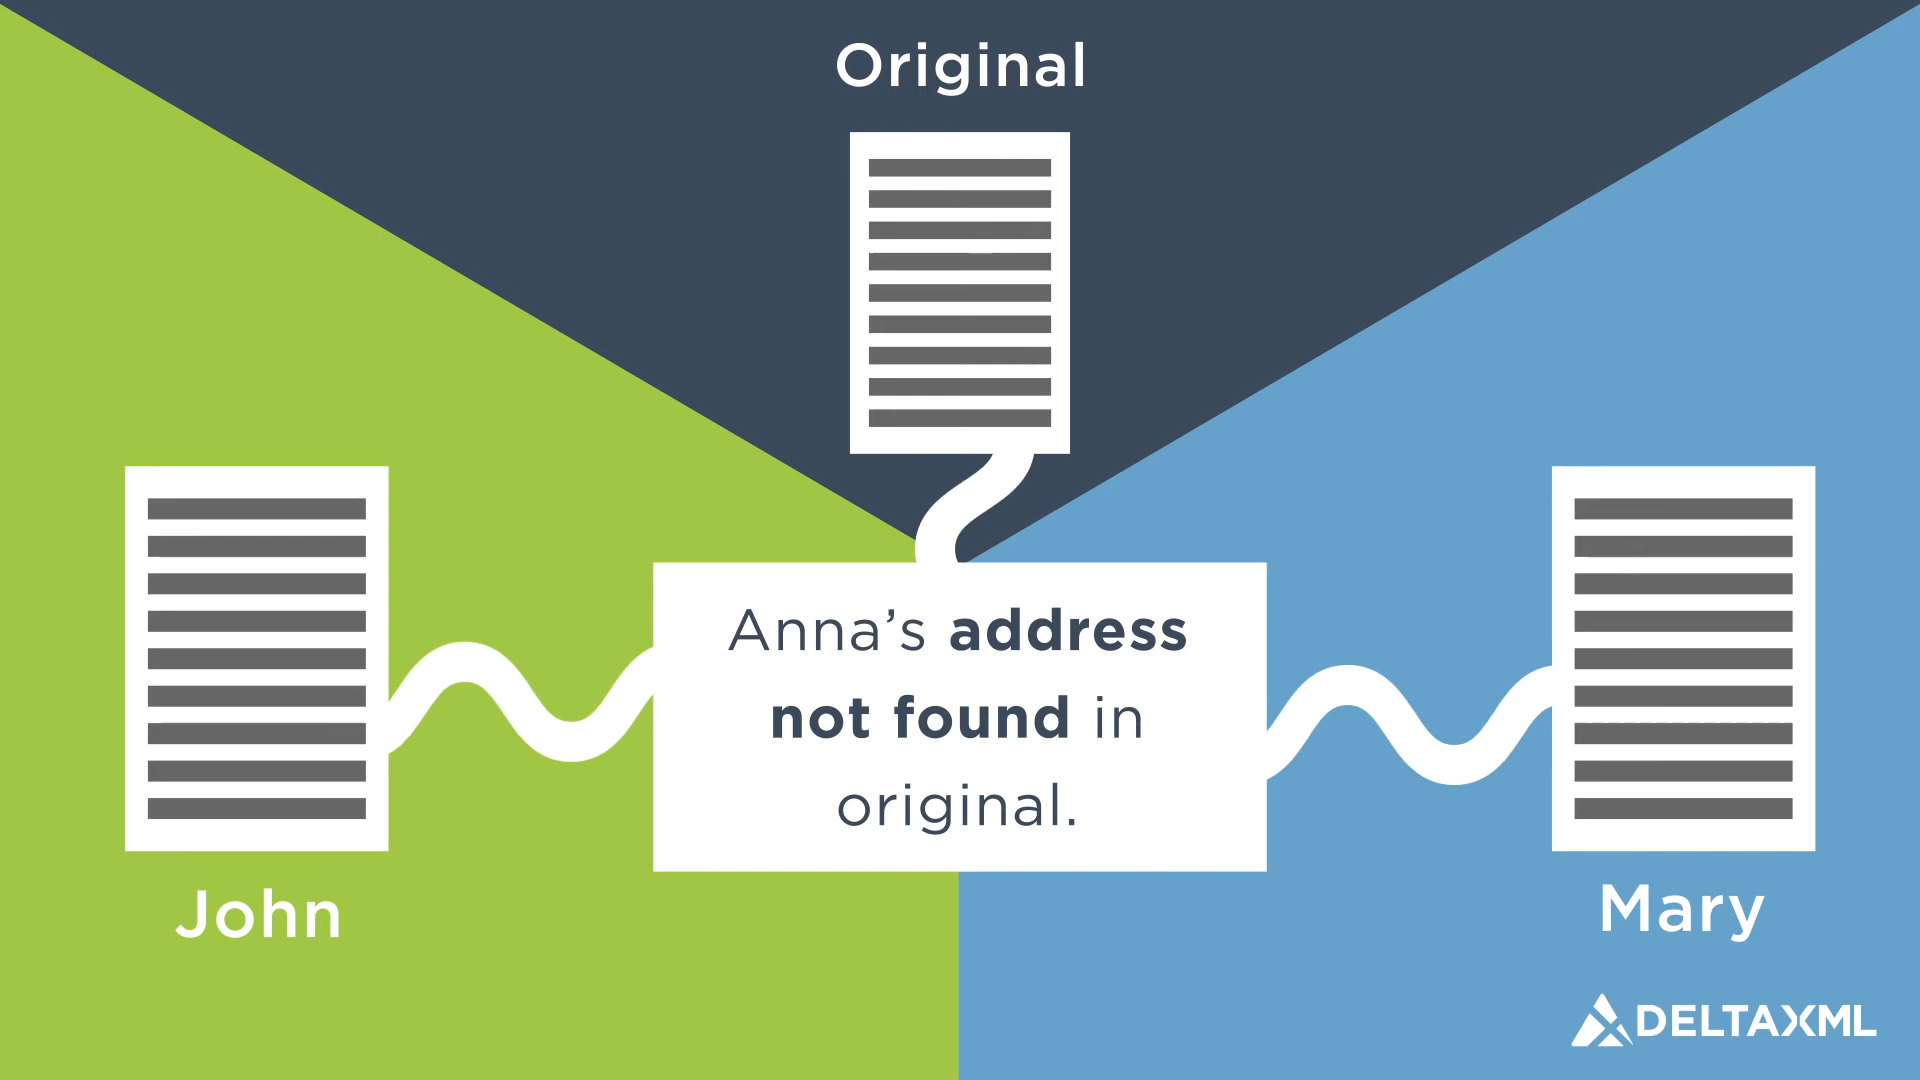 Original
Anna’s address
not found in
original.
John
Mary
DELTAXML